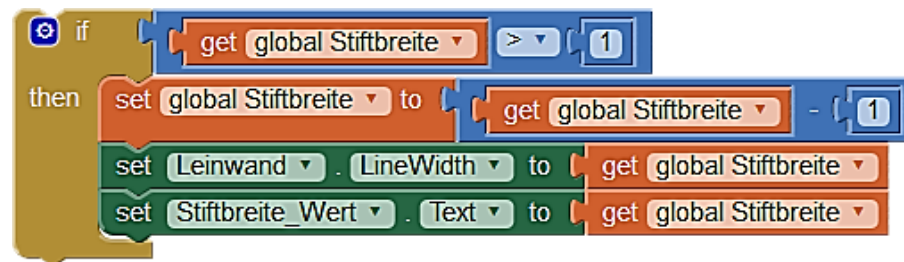 if get global Stiftbreite > 1
then set global Stiftbreite to get global Stiftbreite - 1
set Leinwand . LineWidth to get global Stiftbreite
set Stiftbreite_Wert . Text to get global Stiftbreite